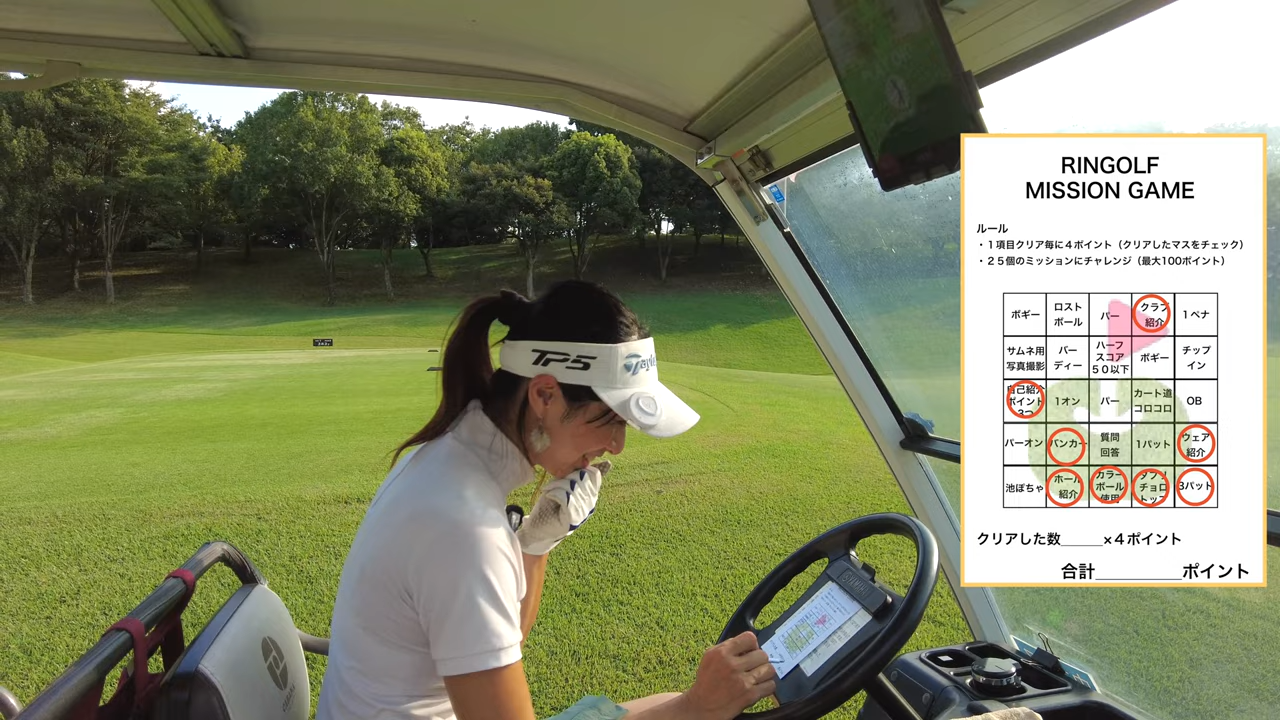 TP5
RINGOLF
MISSION GAME
ルール
・１項目クリア毎に４ポイント（クリアしたマスをチェック）
・２５個のミッションにチャレンジ（最大100ポイント）
ボギー
ロスト
ボール
パー
クラブ
紹介
１ペナ
サムネ用
写真撮影
バー
ディー
ハーフ
スコア
５０以下
ボギー
チップ
イン
自己紹介
ポイント
3つ
1オン
パー
カート道
コロコロ
OB
パーオン
バンカー
質問
回答
1パット
ウェア
紹介
池ぽちゃ
ホール
紹介
カラー
ボール
使用
チョロ
トップ
3パット
クリアした数_____×４ポイント
合計_________ポイント